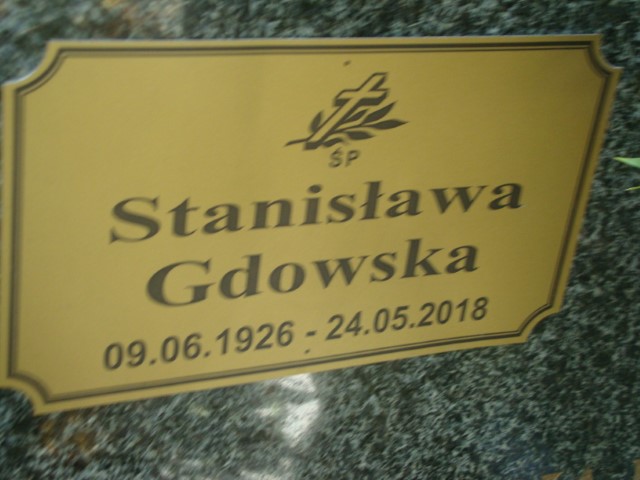 ŚP
Stanisława
Gdowska
09.06.1926 - 24.05.2018